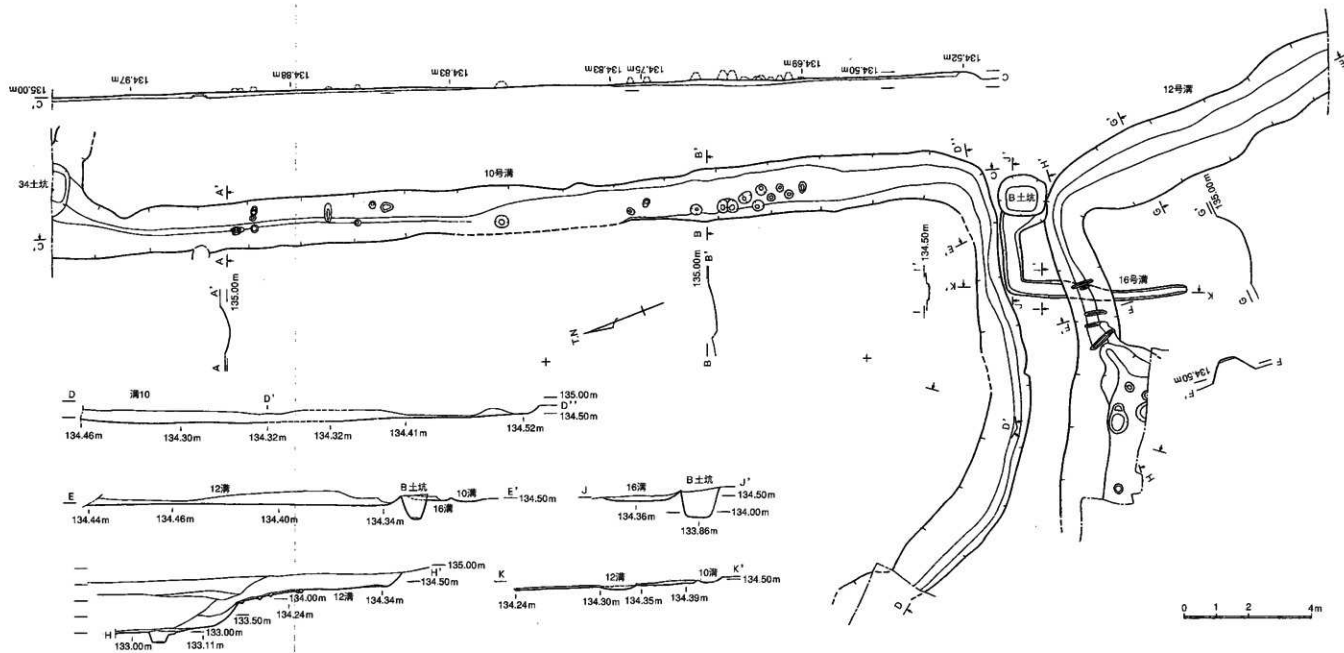 135.00m 134.97m 134.88m 134.83m 134.83m 134.75m 134.69m 134.50m 134.52m
C' C
12号溝
E
34土坑
10号溝
A' B' D'' C J' H' G'
B土坑
C' A B E' K' G
135.00m G'
A' 135.00m
B' 135.00m
I' 134.50m
I' J I
16号溝
K
F F'
G
T.N
A B I
134.50m F' F
D 溝10 D' 135.00m
D''
134.50m
134.46m 134.30m 134.32m 134.32m 134.41m 134.52m
D'
H
E 12溝 B土坑 10溝 E' 134.50m
16溝
134.44m 134.46m 134.40m 134.34m
J 16溝 B土坑 J'
134.50m
134.36m 134.00m
133.86m
H' 135.00m
134.50m
134.00m 12溝 134.34m
134.24m
133.50m
H 133.00m
133.00m 133.11m
K 12溝 10溝 K' 134.50m
134.24m 134.30m 134.35m 134.39m
D
0 1 2 4m